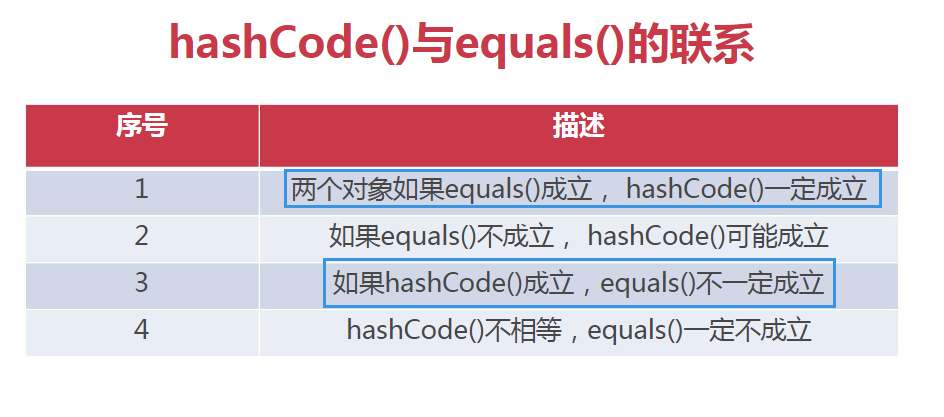 hashCode()与equals()的联系
序号 描述
1 两个对象如果equals()成立，hashCode()一定成立
2 如果equals()不成立，hashCode()可能成立
3 如果hashCode()成立，equals()不一定成立
4 hashCode()不相等，equals()一定不成立